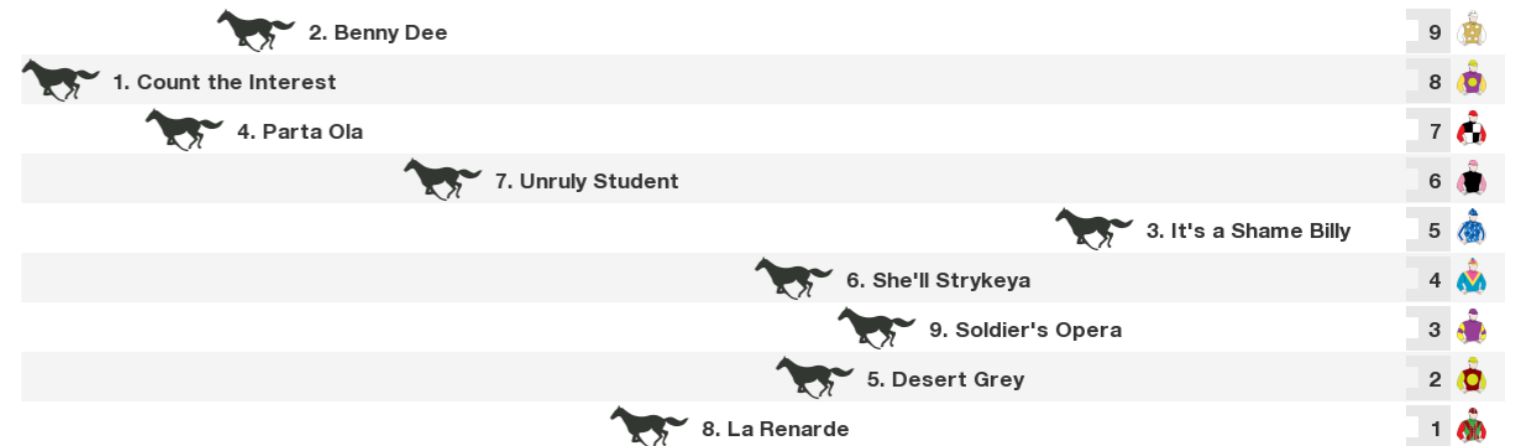 2. Benny Dee 9
1. Count the Interest 8
4. Parta Ola 7
7. Unruly Student 6
3. It's a Shame Billy 5
6. She'll Strykeya 4
9. Soldier's Opera 3
5. Desert Grey 2
8. La Renarde 1